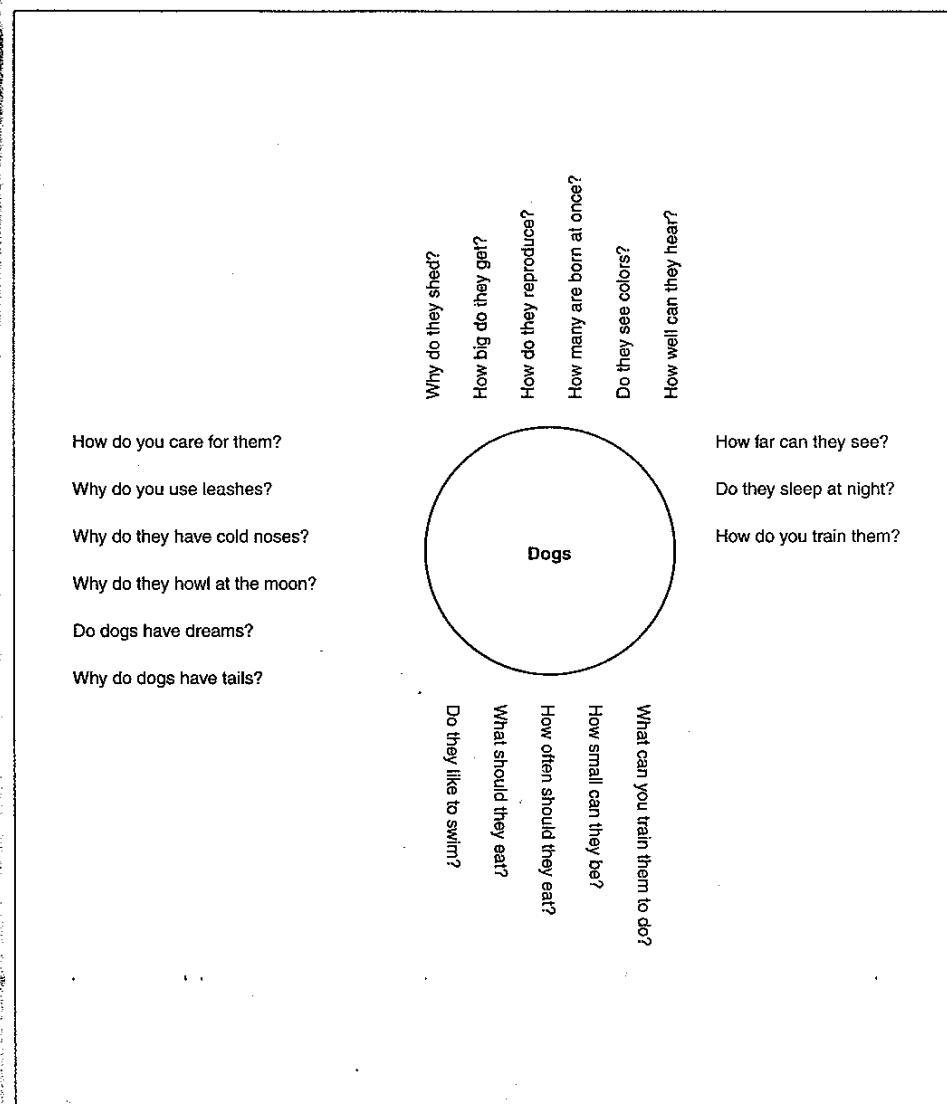 Why do they shed?
How big do they get?
How do they reproduce?
How many are born at once?
Do they see colors?
How well can they hear?
How do you care for them?
Why do you use leashes?
Why do they have cold noses?
Why do they howl at the moon?
Do dogs have dreams?
Why do dogs have tails?
Dogs
How far can they see?
Do they sleep at night?
How do you train them?
Do they like to swim?
What should they eat?
How often should they eat?
How small can they be?
What can you train them to do?